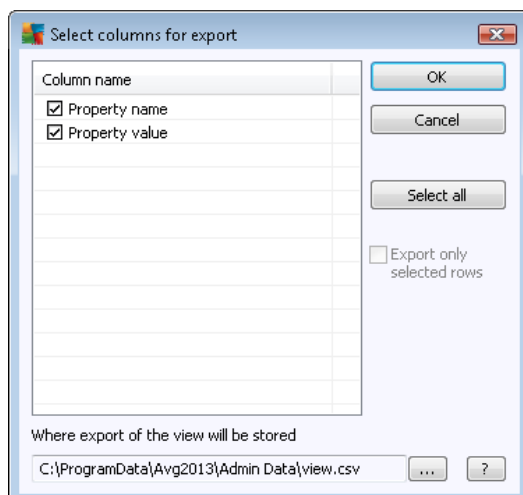 Select columns for export
Column name
Property name
Property value
OK
Cancel
Select all
Export only
selected rows
Where export of the view will be stored
C:\ProgramData\Avg2013\Admin Data\view.csv
...
?